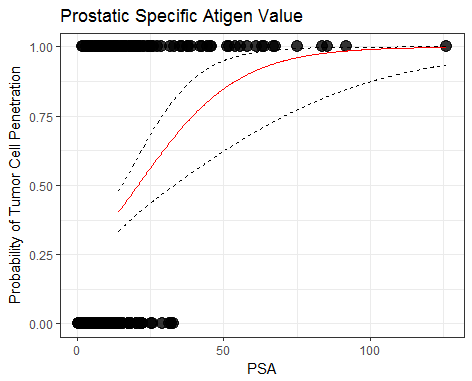 Prostatic Specific Atigen Value
Probability of Tumor Cell Penetration
1.00
0.75
0.50
0.25
0.00
0
50
100
PSA